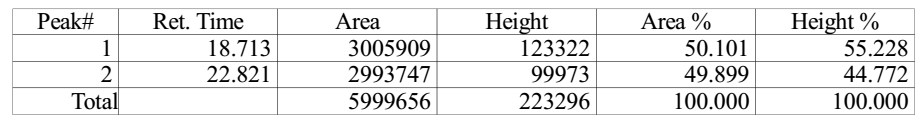 Peak# Ret. Time Area Height Area % Height %
1 18.713 3005909 123322 50.101 55.228
2 22.821 2993747 99973 49.899 44.772
Total 5999656 223296 100.000 100.000